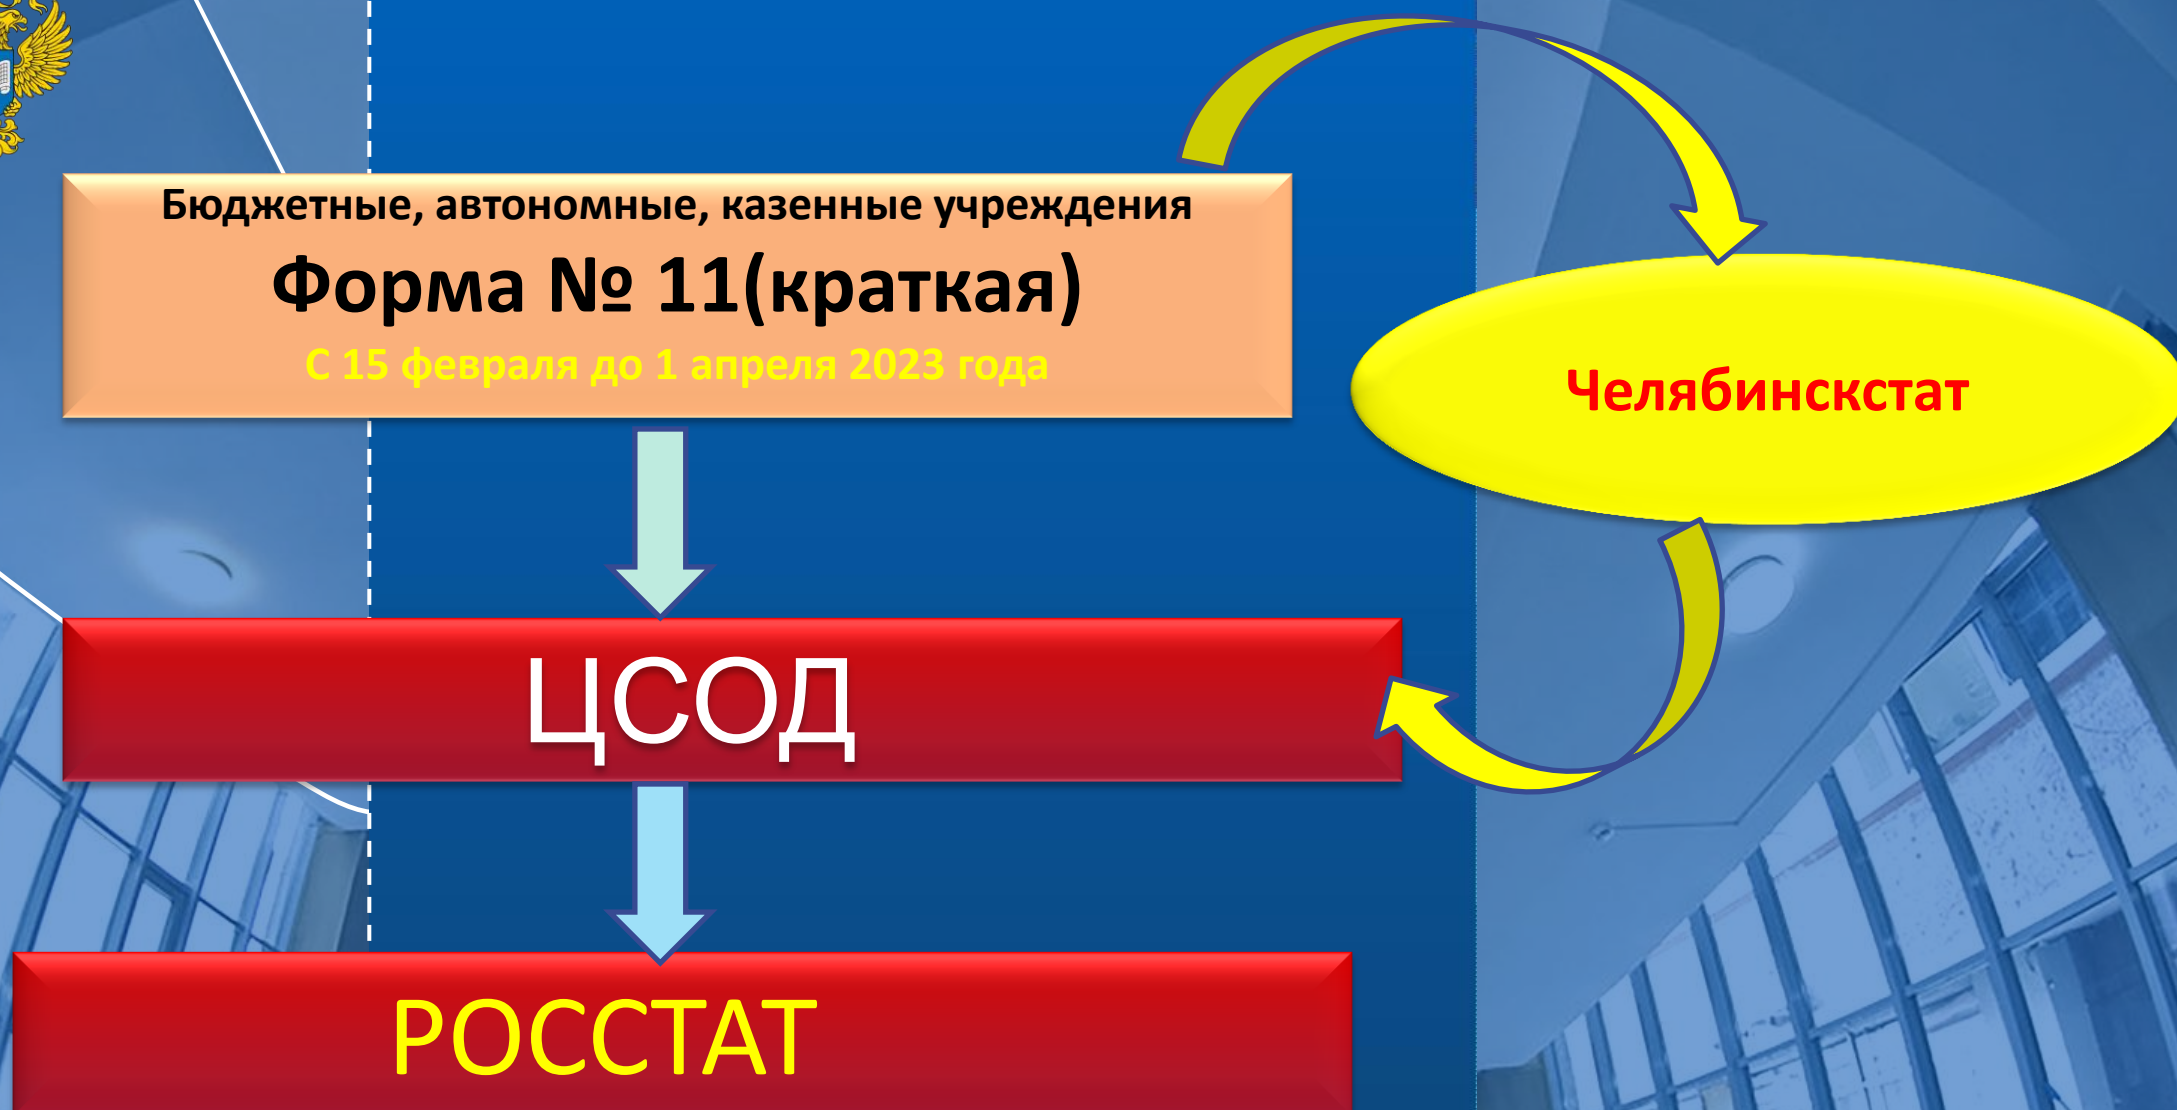 Бюджетные, автономные, казенные учреждения
Форма № 11(краткая)
С 15 февраля до 1 апреля 2023 года
Челябинскстат
ЦСОД
РОССТАТ